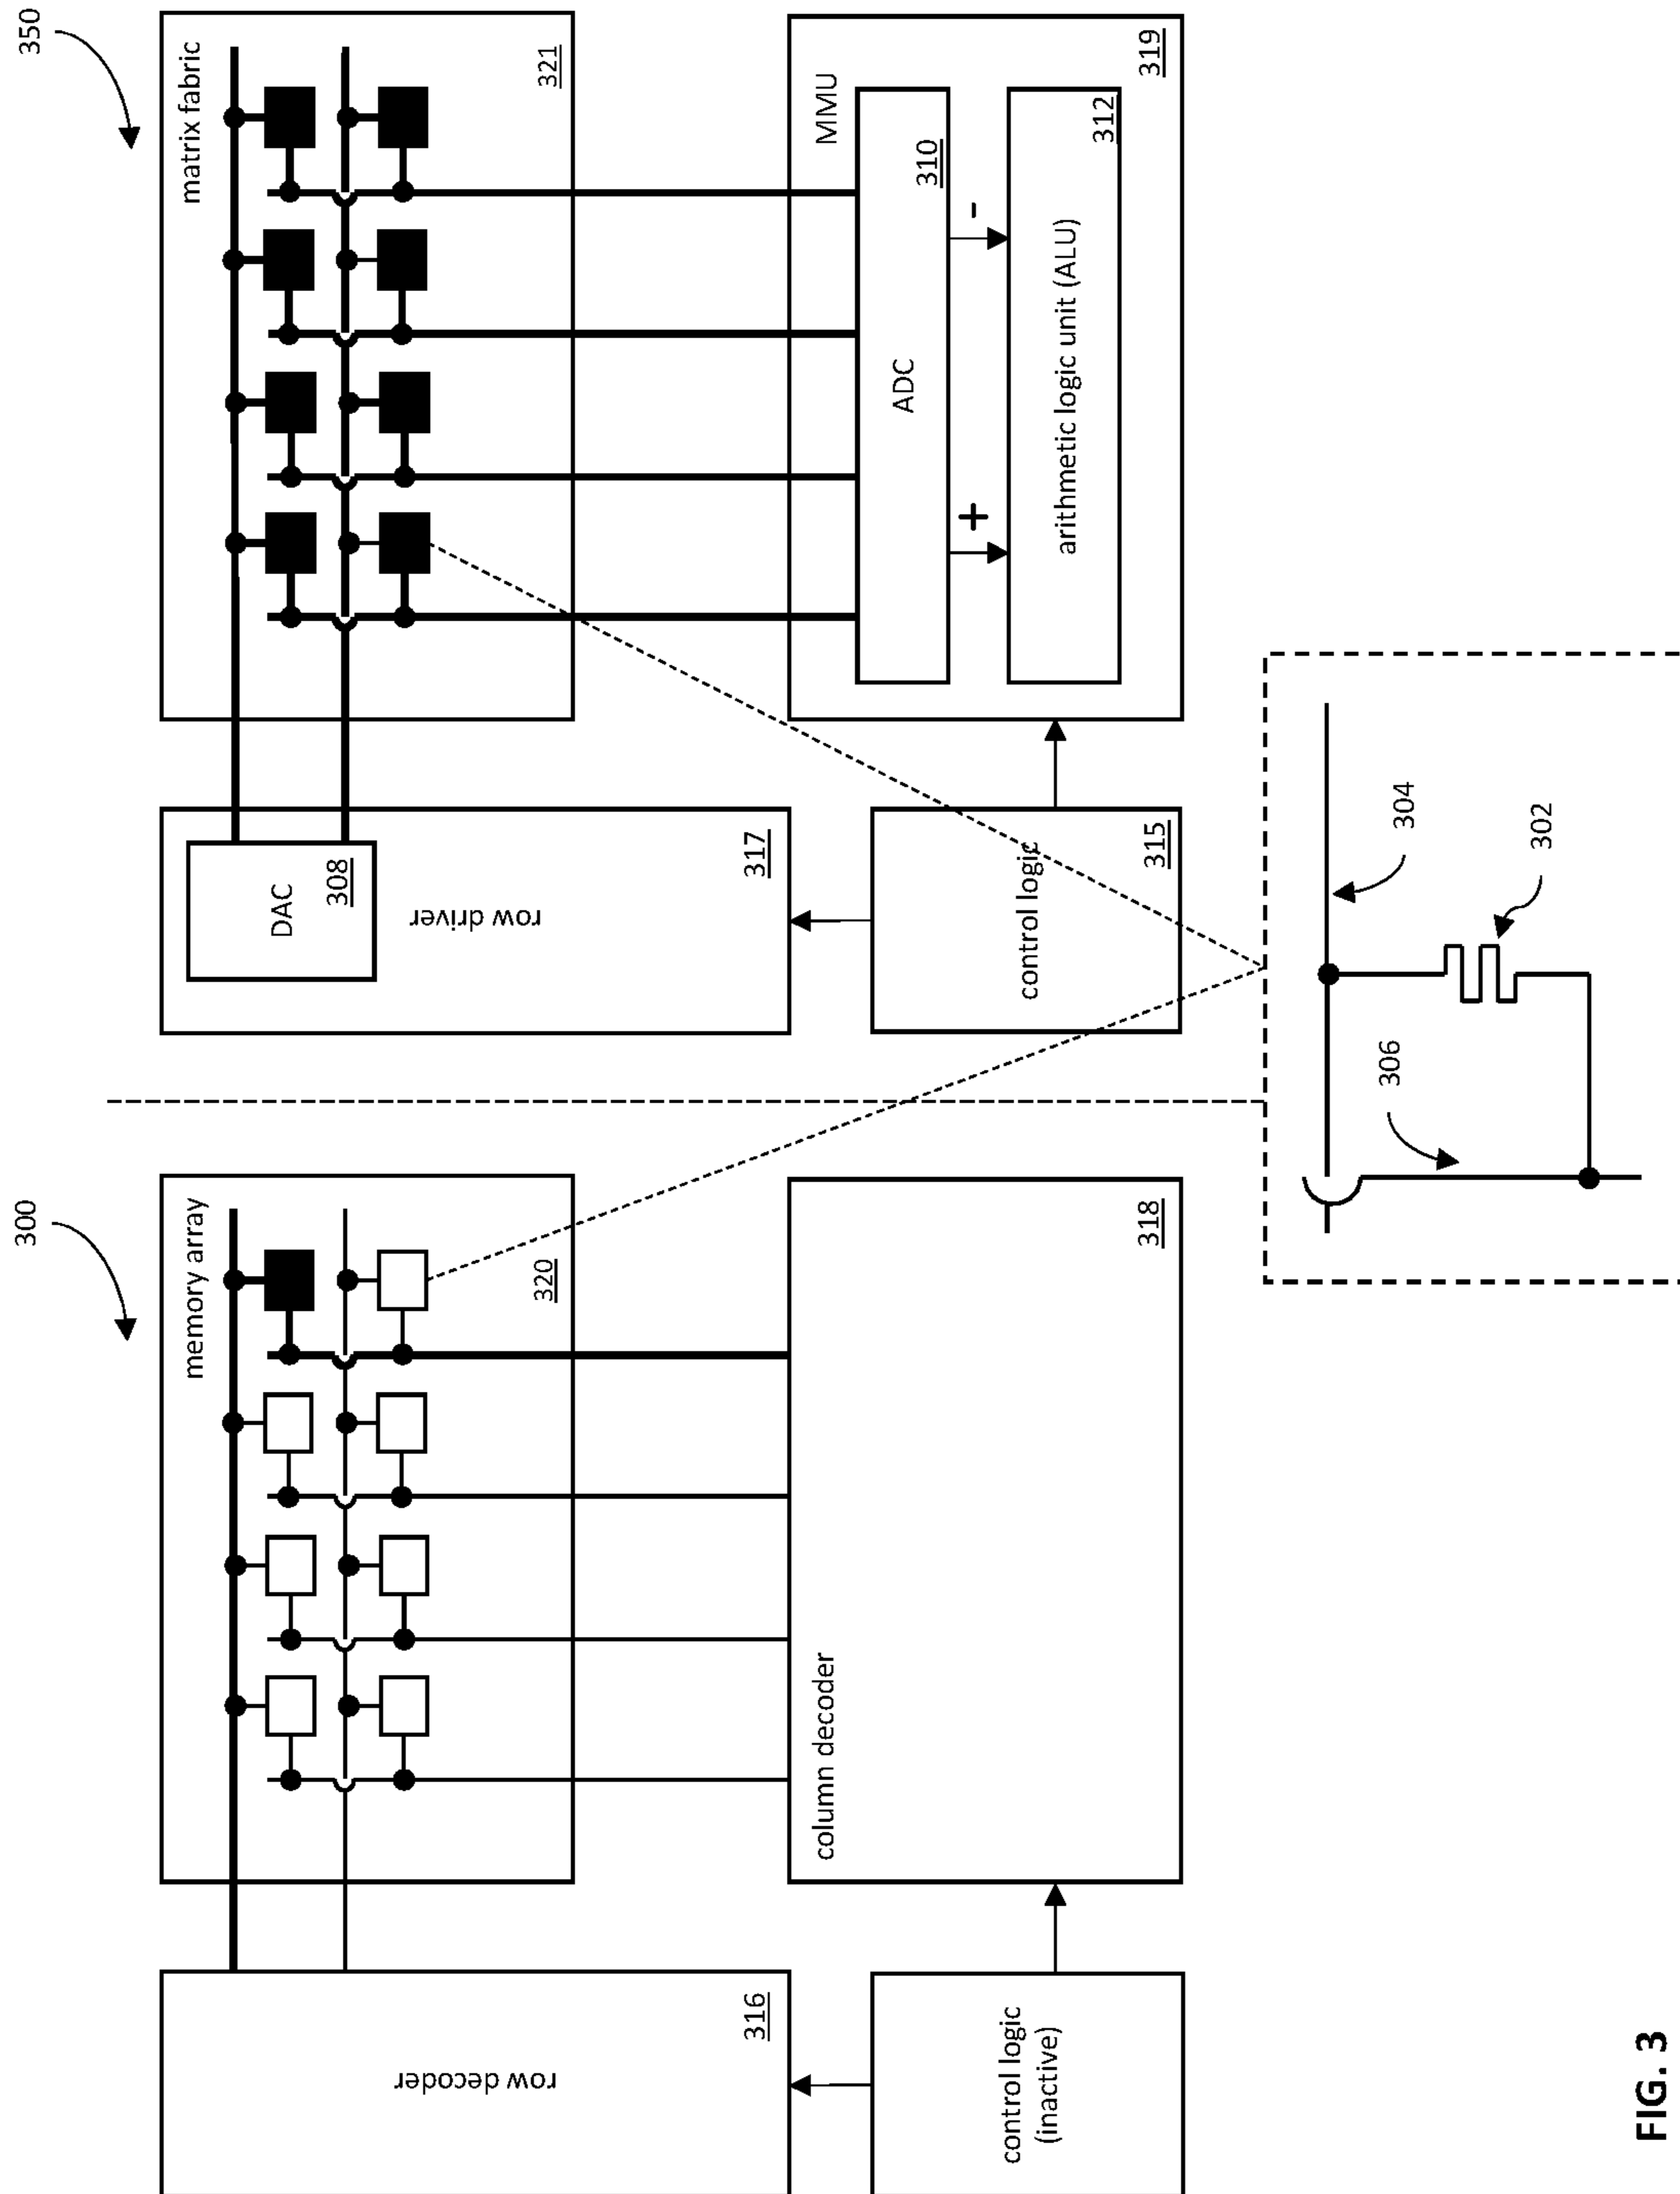 300
memory array
320
row decoder
316
column decoder
318
control logic
(inactive)
350
matrix fabric
321
DAC
308
row driver
317
MMU
ADC
310
+
-
arithmetic logic unit (ALU)
312
319
control logic
315
304
302
306
FIG. 3